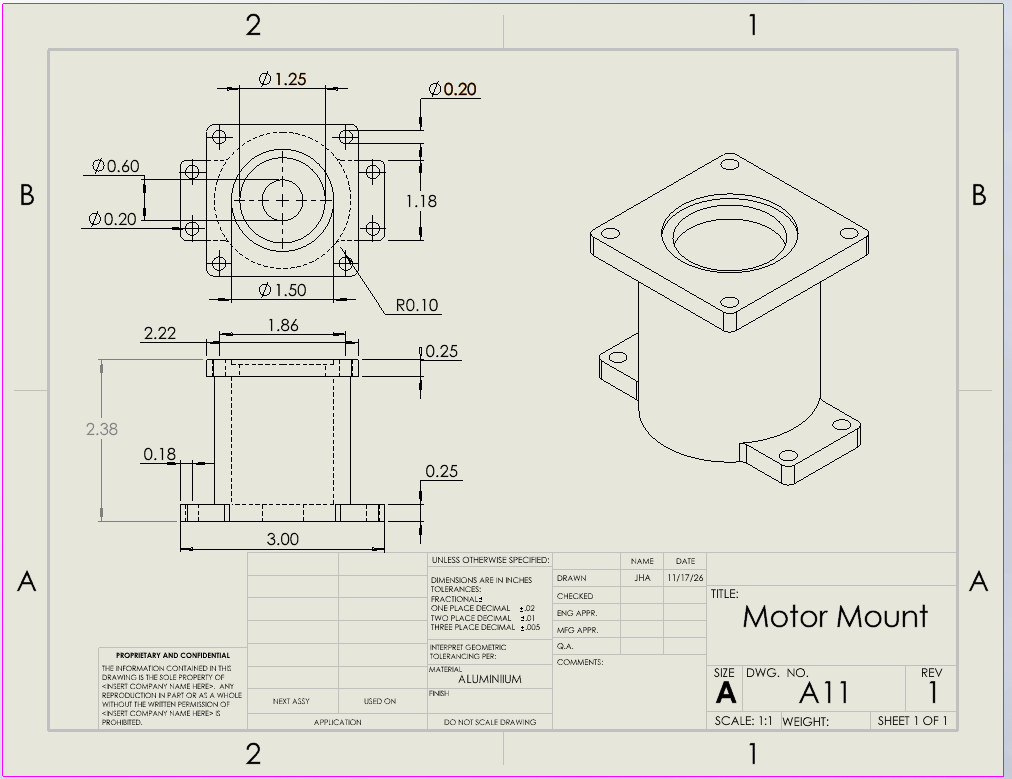 2
1
B
B
A
A
2
1
Ø1.25
Ø0.20
Ø0.60
Ø0.20
1.18
Ø1.50
R0.10
2.22
1.86
0.25
2.38
0.18
0.25
3.00
UNLESS OTHERWISE SPECIFIED:
DIMENSIONS ARE IN INCHES
TOLERANCES:
FRACTIONAL±
ONE PLACE DECIMAL ±.02
TWO PLACE DECIMAL ±.01
THREE PLACE DECIMAL ±.005
INTERPRET GEOMETRIC
TOLERANCING PER:
MATERIAL
ALUMINIIUM
FINISH
DO NOT SCALE DRAWING
NAME DATE
DRAWN JHA 11/17/26
CHECKED
ENG APPR.
MFG APPR.
Q.A.
COMMENTS:
TITLE:
Motor Mount
SIZE DWG. NO. REV
A A11 1
SCALE: 1:1 WEIGHT: SHEET 1 OF 1
PROPRIETARY AND CONFIDENTIAL
THE INFORMATION CONTAINED IN THIS
DRAWING IS THE SOLE PROPERTY OF
<INSERT COMPANY NAME HERE>. ANY
REPRODUCTION IN PART OR AS A WHOLE
WITHOUT THE WRITTEN PERMISSION OF
<INSERT COMPANY NAME HERE> IS
PROHIBITED.
NEXT ASSY USED ON
APPLICATION